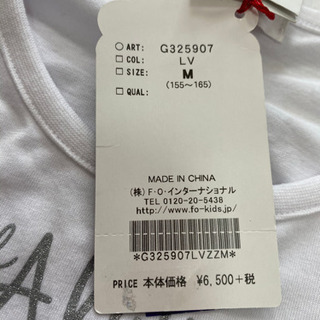 ○ ART: G325907
□ COL: LV
□ SIZE: M
(155~165)
□ QUAL:
MADE IN CHINA
(株) F・O・インターナショナル
TEL 0120-20-5438
http://www.fo-kids.jp/
*G325907LVZZM*
PRICE 本体価格 ¥6,500+税